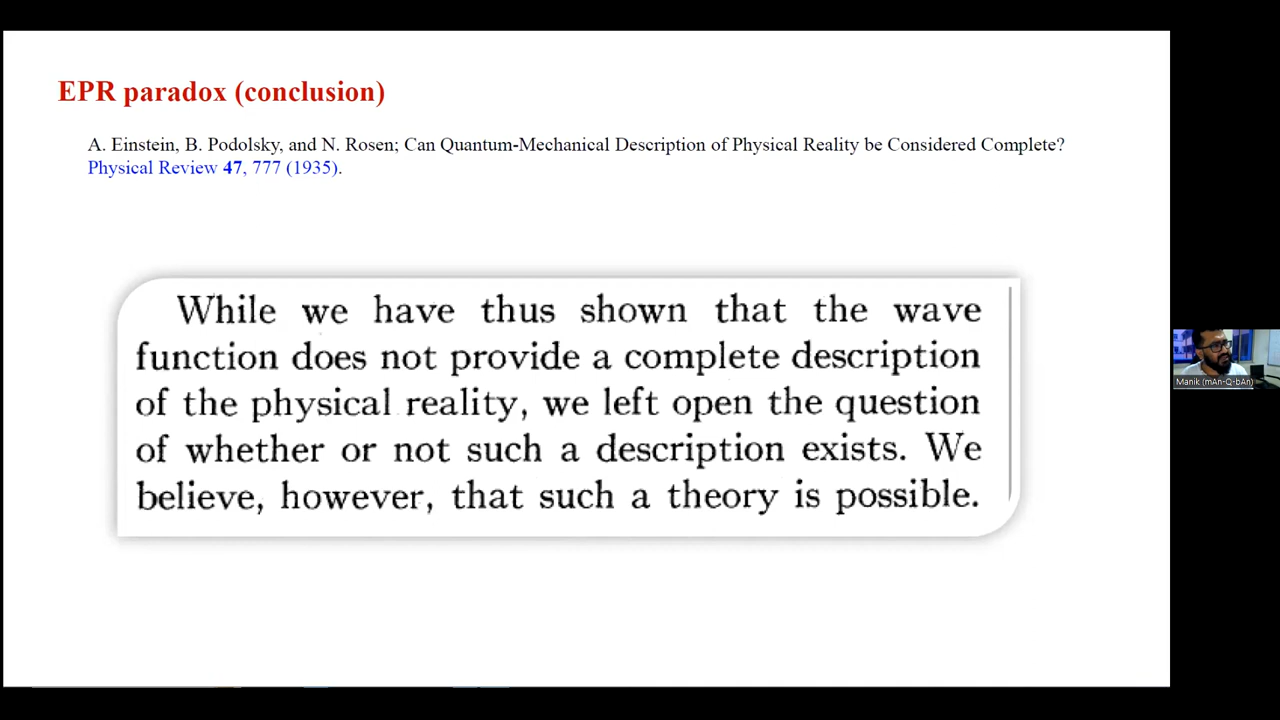 EPR paradox (conclusion)
A. Einstein, B. Podolsky, and N. Rosen; Can Quantum-Mechanical Description of Physical Reality be Considered Complete?
Physical Review 47, 777 (1935).
While we have thus shown that the wave
function does not provide a complete description
of the physical reality, we left open the question
of whether or not such a description exists. We
believe, however, that such a theory is possible.
Manik (mAn-Q-bAn)